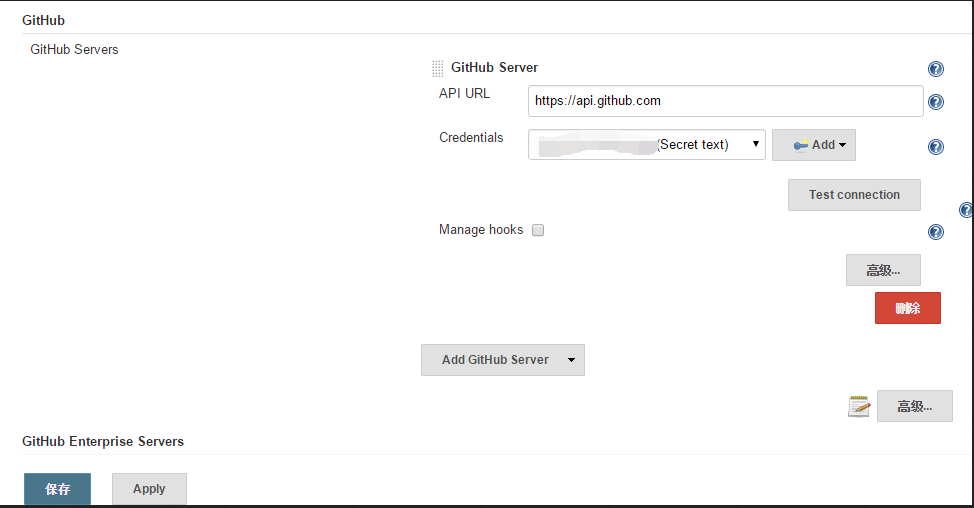 GitHub
GitHub Servers
GitHub Server
API URL
https://api.github.com
Credentials
(Secret text)
Add
Test connection
Manage hooks
高级...
删除
Add GitHub Server
高级...
GitHub Enterprise Servers
保存
Apply